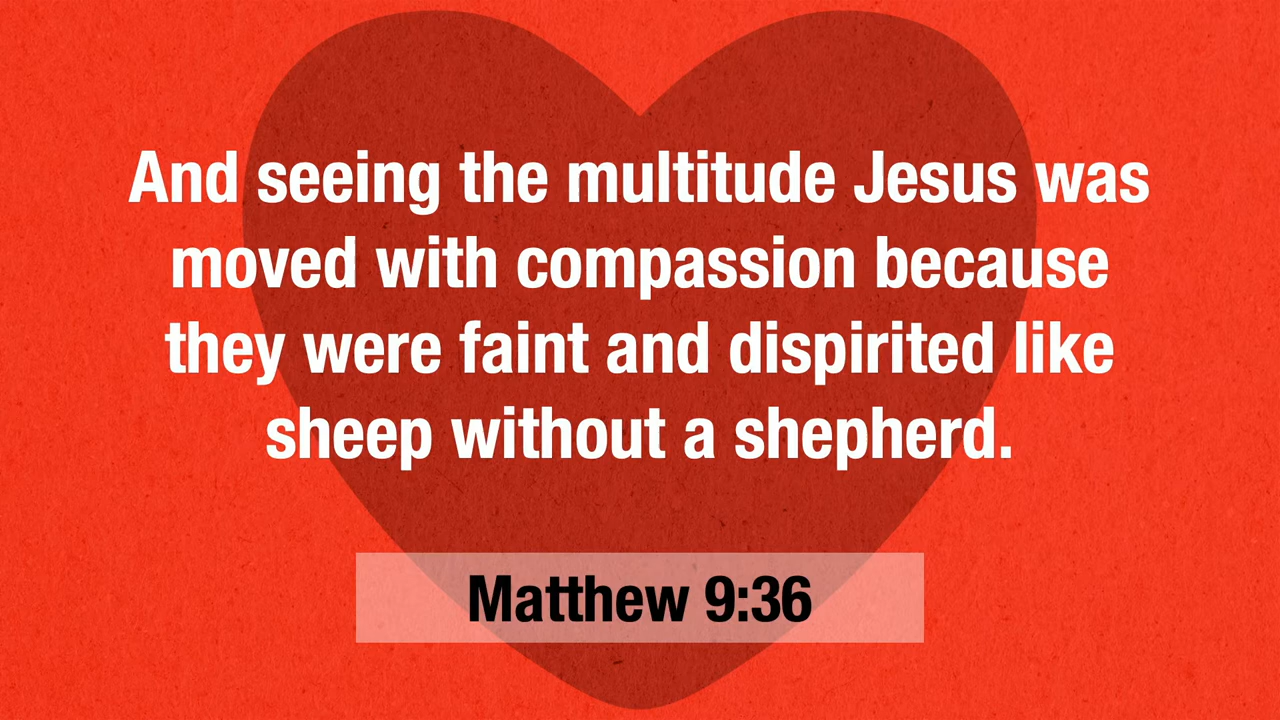 And seeing the multitude Jesus was
moved with compassion because
they were faint and dispirited like
sheep without a shepherd.
Matthew 9:36